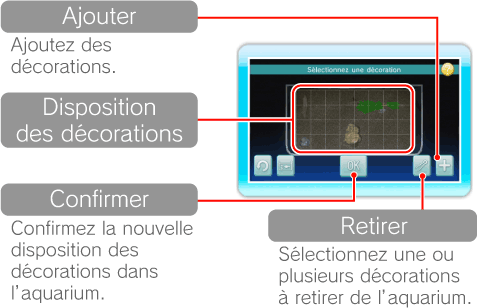 Ajouter
Ajoutez des
décorations.
Sélectionnez une décoration
Disposition
des décorations
OK
Confirmer
Confirmez la nouvelle
disposition des
décorations dans
l'aquarium.
Retirer
Sélectionnez une ou
plusieurs décorations
à retirer de l'aquarium.